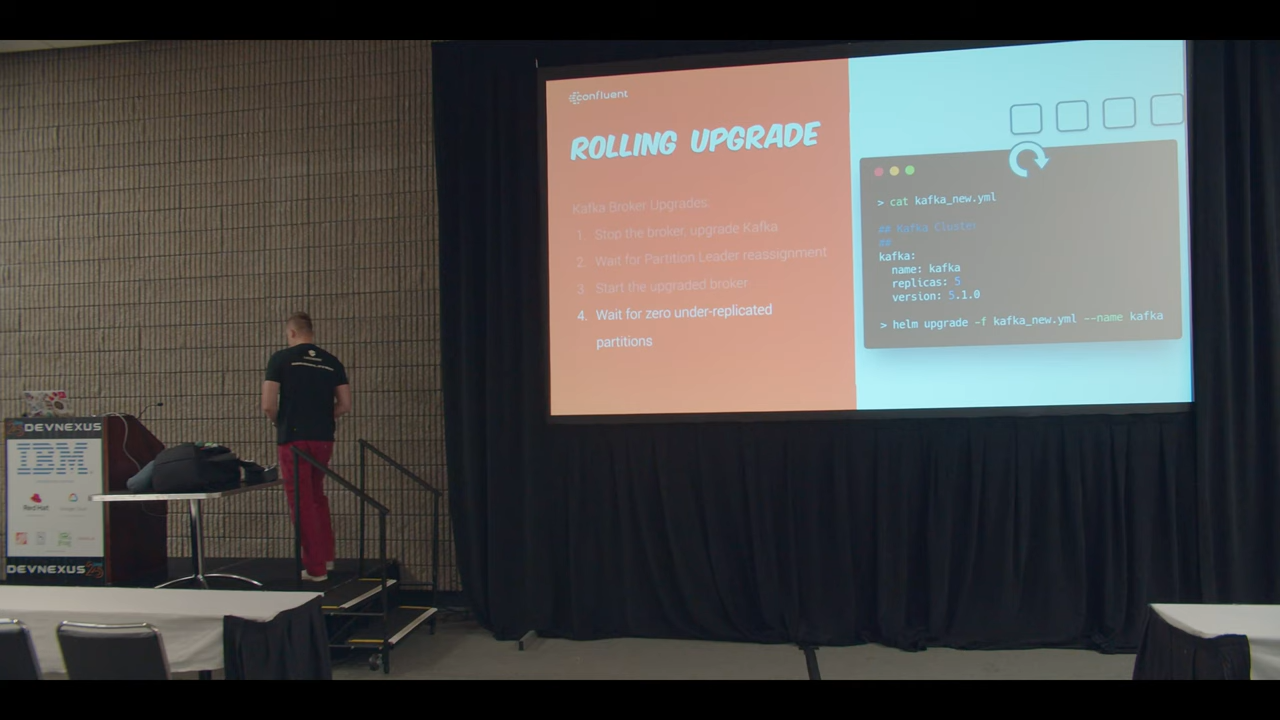 confluent
ROLLING UPGRADE
Kafka Broker Upgrades:
1. Stop the broker, upgrade Kafka
2. Wait for Partition Leader reassignment
3. Start the upgraded broker
4. Wait for zero under-replicated
partitions
> cat kafka_new.yml
## Kafka Cluster
##
kafka:
name: kafka
replicas: 5
version: 5.1.0
> helm upgrade -f kafka_new.yml --name kafka
DEVNEXUS
IBM
Red Hat
DEVNEXUS